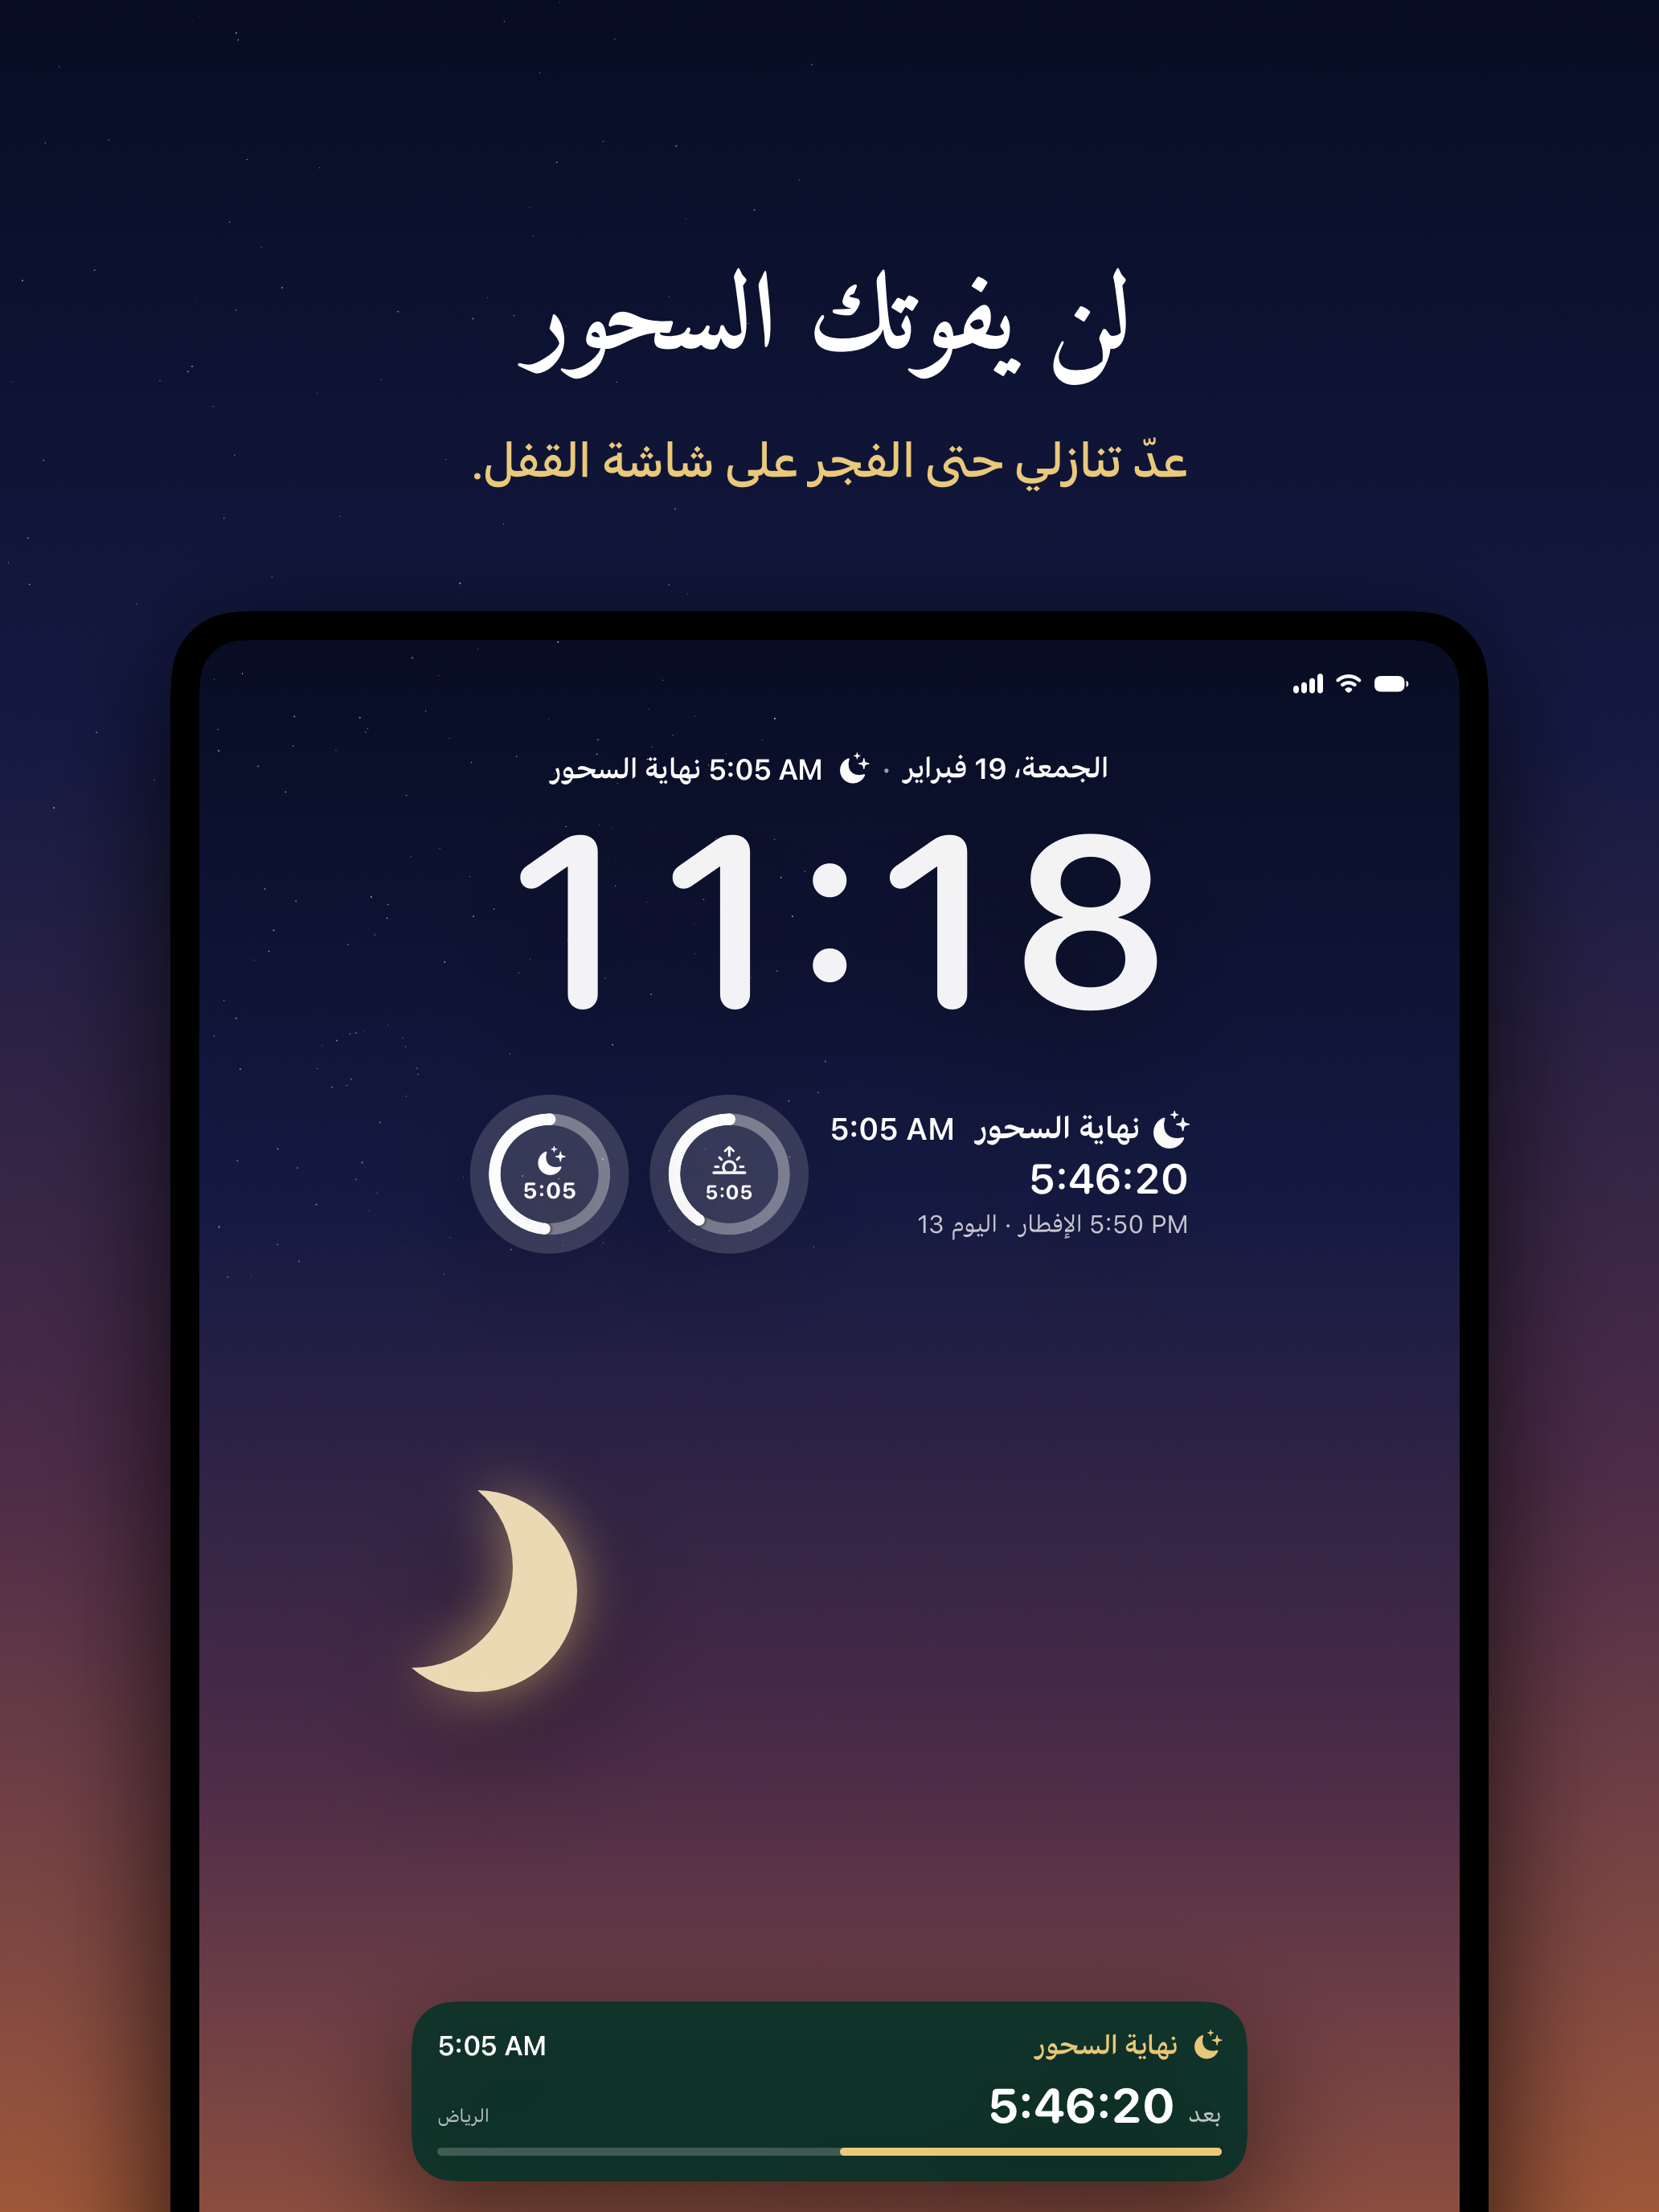 لن يفوتك السحور
عدّ تنازلي حتى الفجر على شاشة القفل.
الجمعة، 19 فبراير · 5:05 AM نهاية السحور
11:18
نهاية السحور 5:05 AM
5:46:20
5:50 PM الإفطار · اليوم 13
5:05
5:05
نهاية السحور 5:05 AM
بعد 5:46:20 الرياض